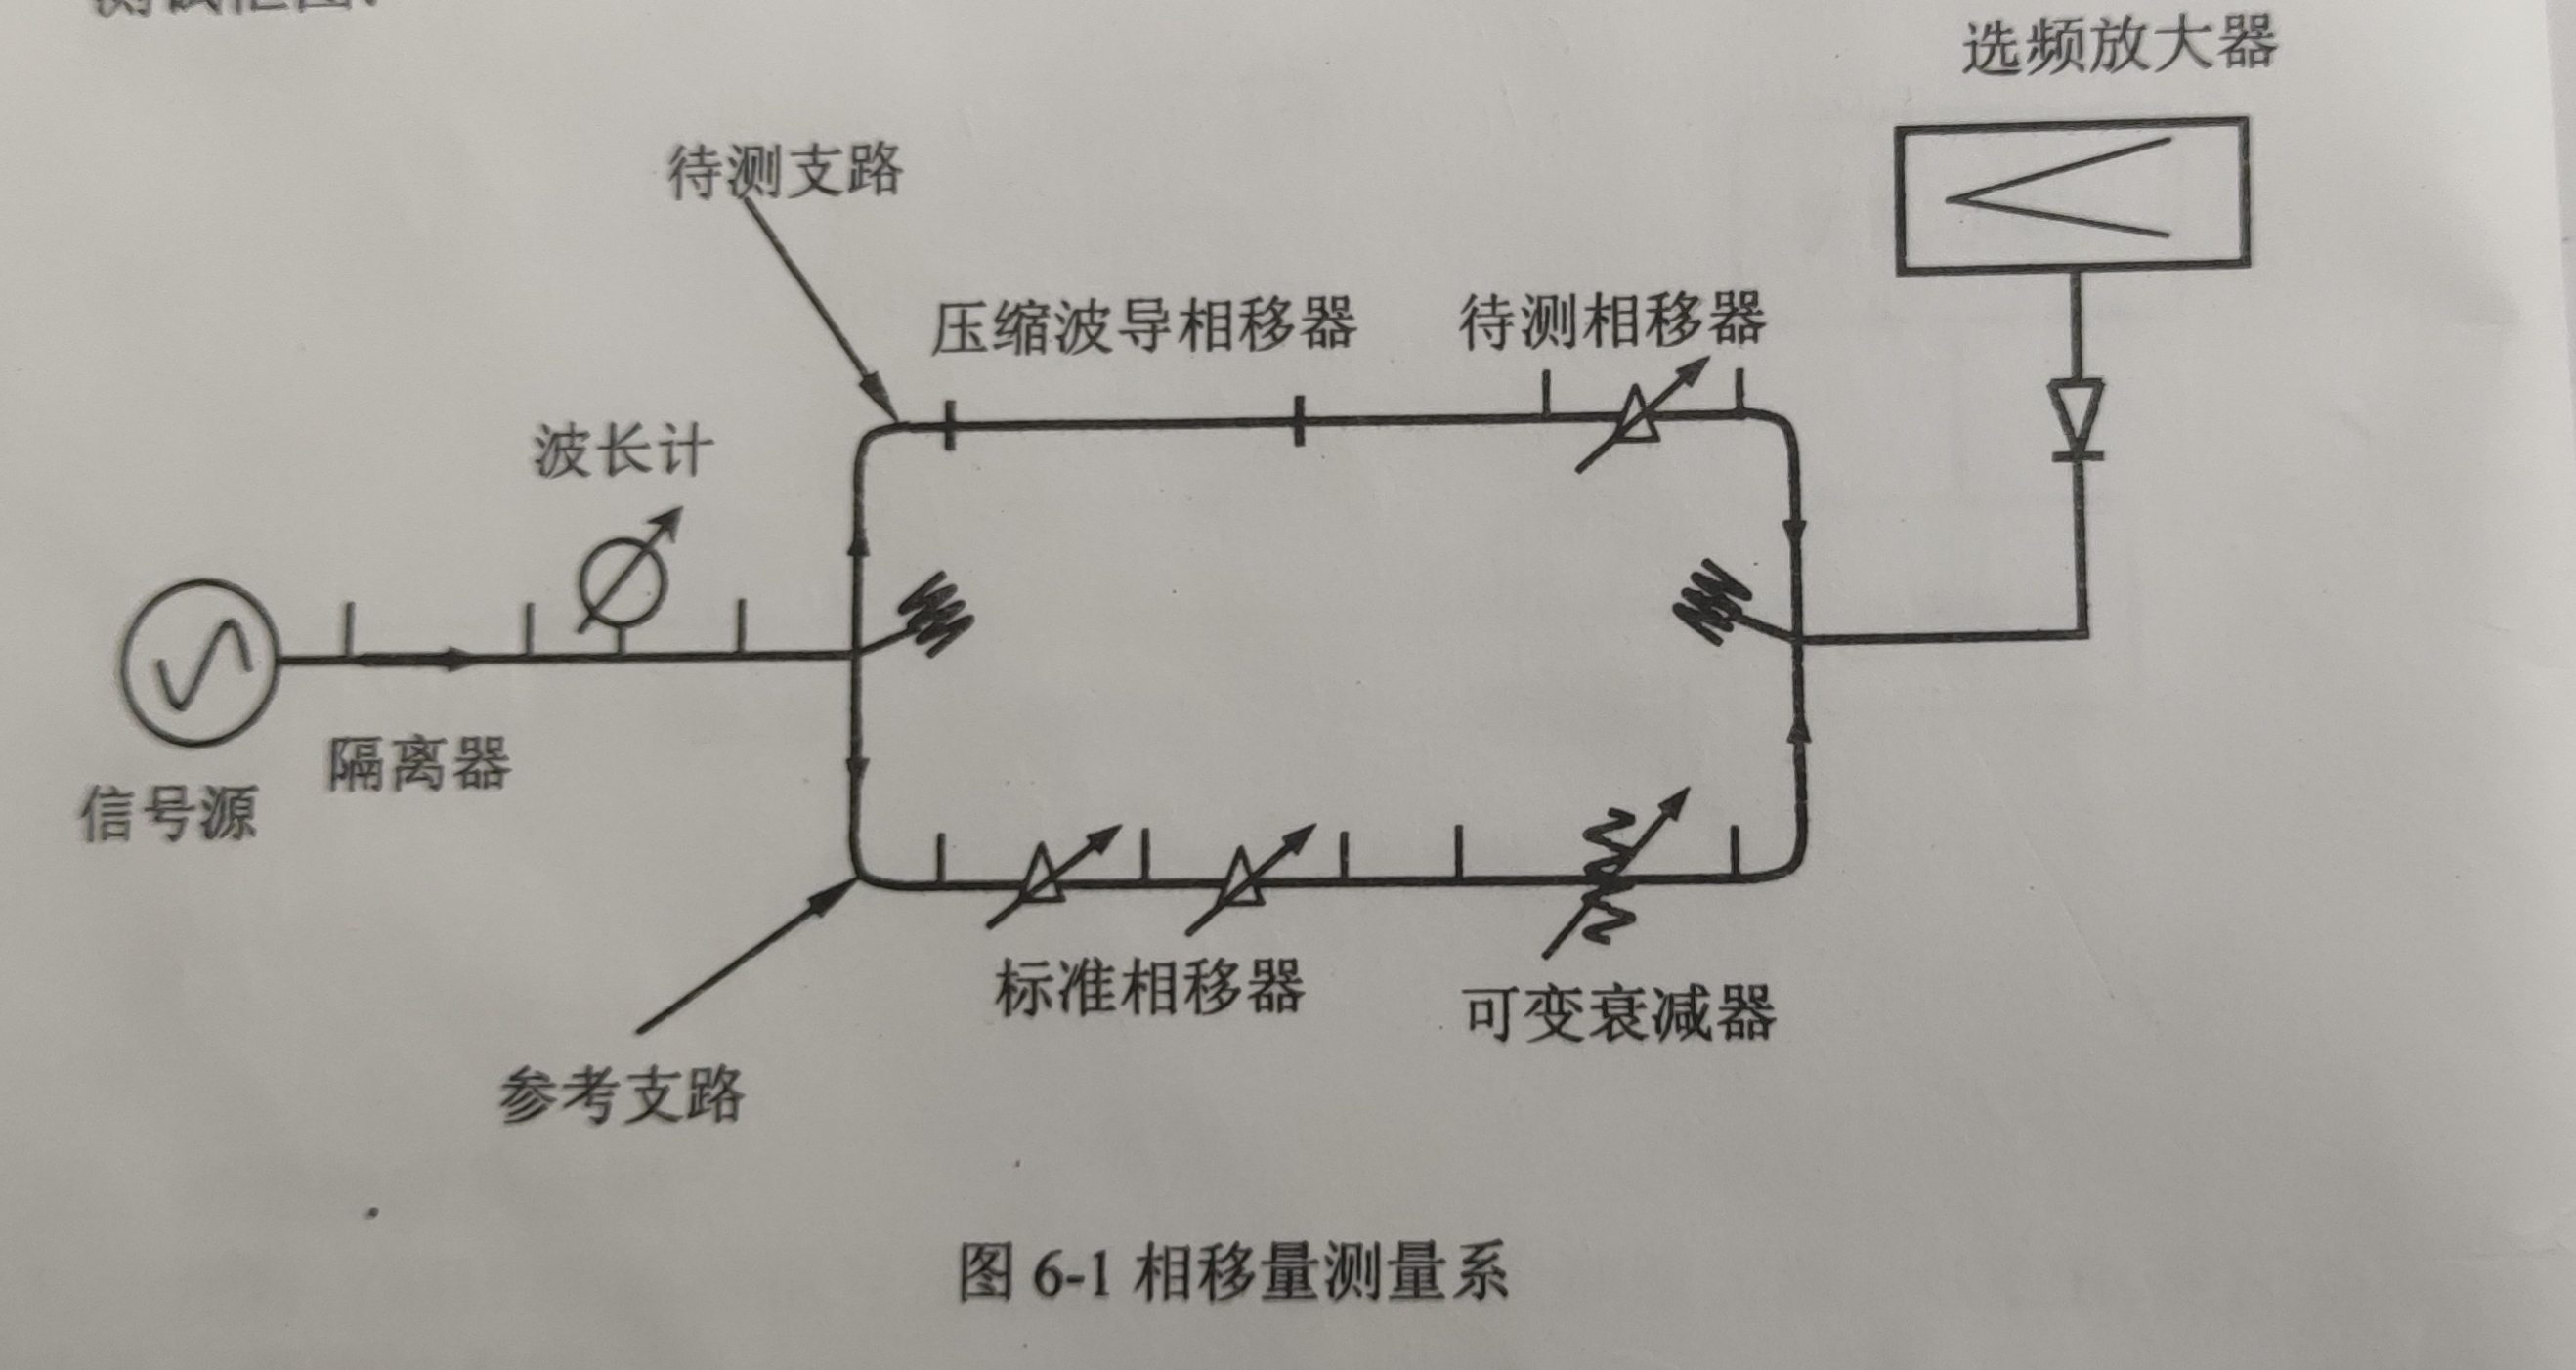 选频放大器
待测支路
压缩波导相移器
待测相移器
波长计
隔离器
信号源
标准相移器
可变衰减器
参考支路
图 6-1 相移量测量系